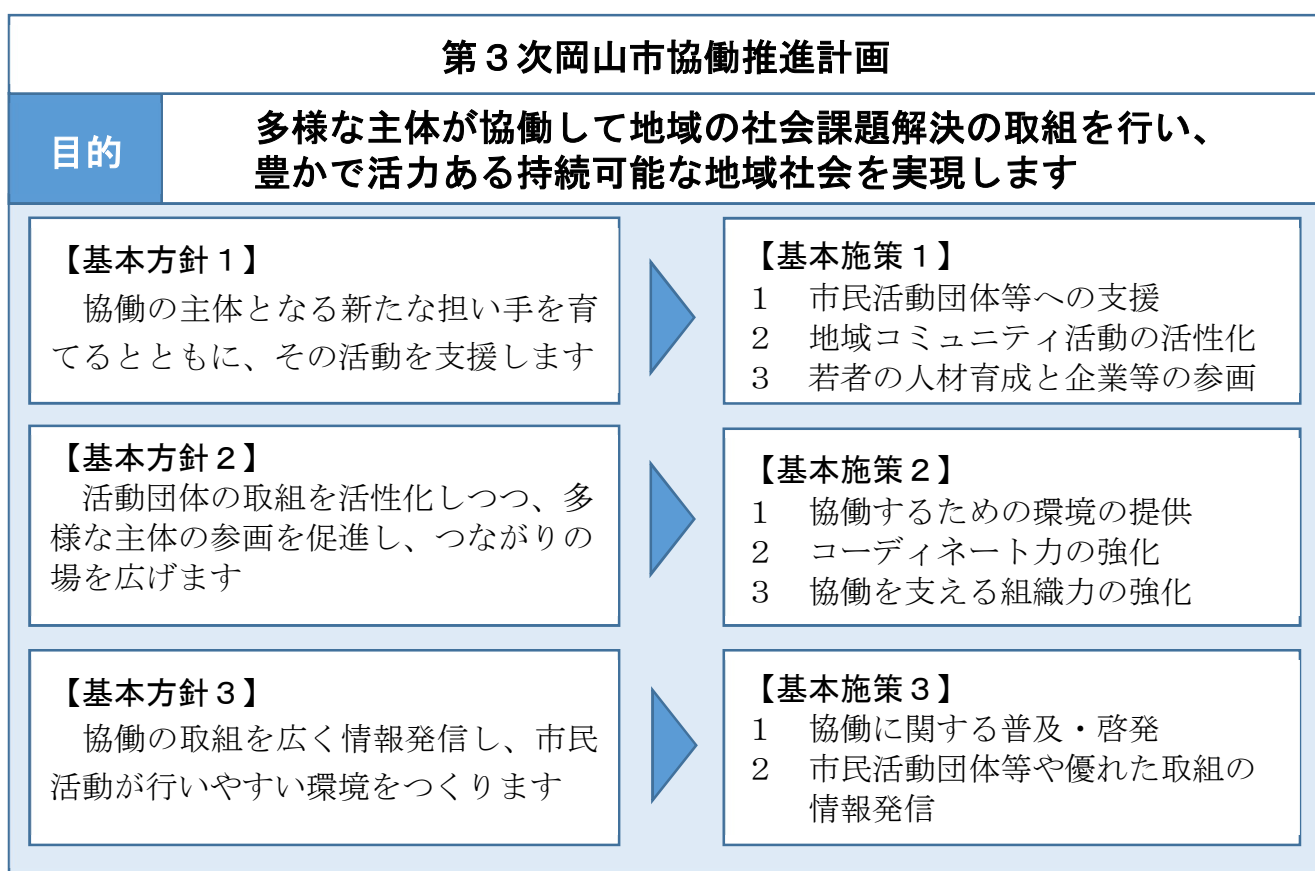 第３次岡山市協働推進計画
目的
多様な主体が協働して地域の社会課題解決の取組を行い、
豊かで活力ある持続可能な地域社会を実現します
【基本方針１】
協働の主体となる新たな担い手を育
てるとともに、その活動を支援します
【基本施策１】
１　市民活動団体等への支援
２　地域コミュニティ活動の活性化
３　若者の人材育成と企業等の参画
【基本方針２】
活動団体の取組を活性化しつつ、多
様な主体の参画を促進し、つながりの
場を広げます
【基本施策２】
１　協働するための環境の提供
２　コーディネート力の強化
３　協働を支える組織力の強化
【基本方針３】
協働の取組を広く情報発信し、市民
活動が行いやすい環境をつくります
【基本施策３】
１　協働に関する普及・啓発
２　市民活動団体等や優れた取組の
情報発信